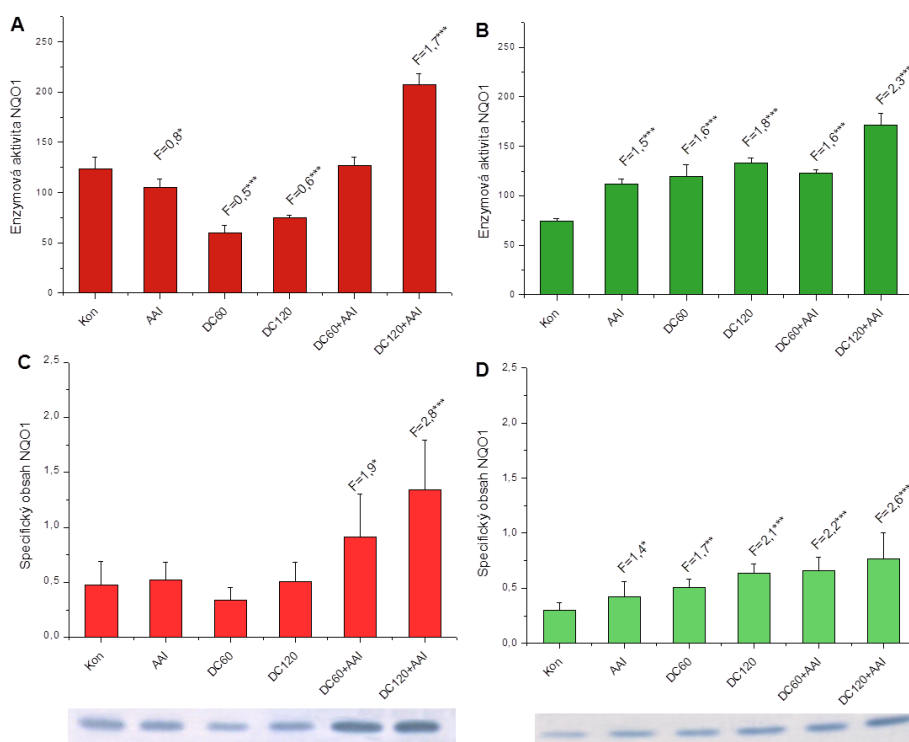 A
Enzymová aktivita NQO1
250
200
150
100
50
0
F=0,8*
F=0,5***
F=0,6***
F=1,7***
Kon
AAI
DC60
DC120
DC60+AAI
DC120+AAI
B
Enzymová aktivita NQO1
250
200
150
100
50
0
F=1,5***
F=1,6***
F=1,8***
F=1,6***
F=2,3***
Kon
AAI
DC60
DC120
DC60+AAI
DC120+AAI
C
Specifický obsah NQO1
2,5
2,0
1,5
1,0
0,5
0,0
F=1,9*
F=2,8***
Kon
AAI
DC60
DC120
DC60+AAI
DC120+AAI
D
Specifický obsah NQO1
2,5
2,0
1,5
1,0
0,5
0,0
F=1,4*
F=1,7**
F=2,1***
F=2,2***
F=2,6***
Kon
AAI
DC60
DC120
DC60+AAI
DC120+AAI